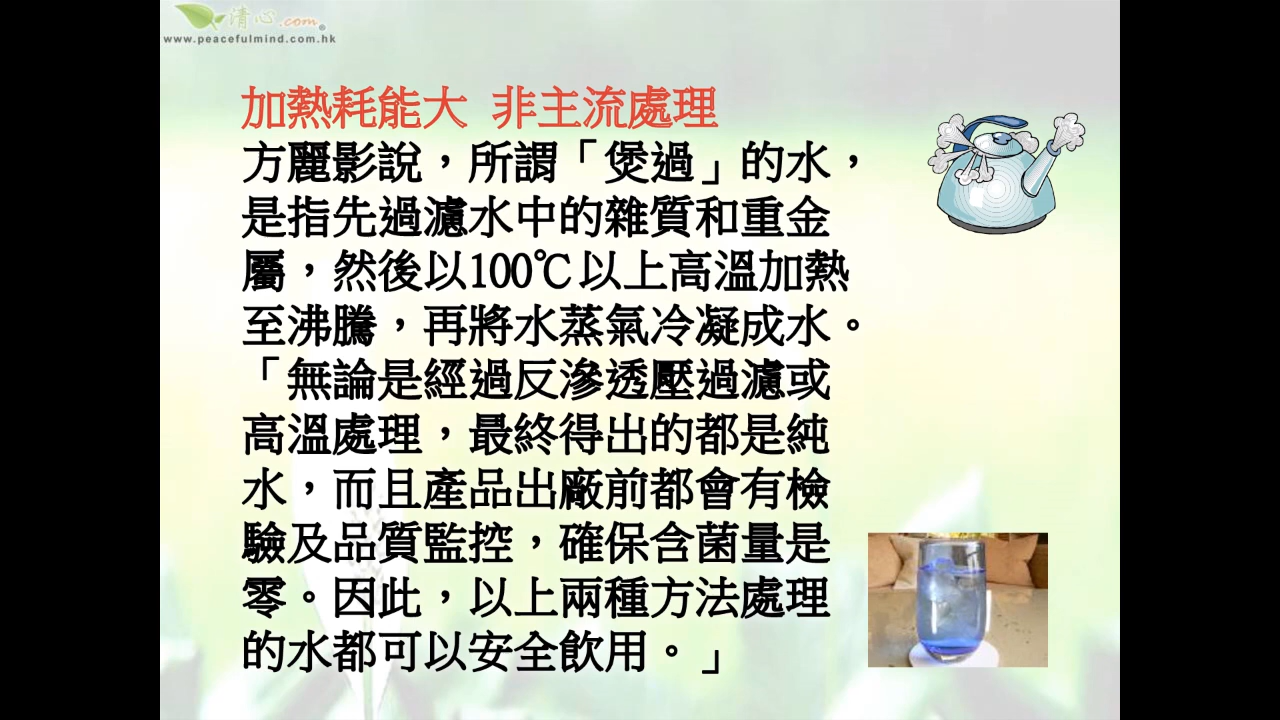 清心.com®
www.peacefulmind.com.hk
加熱耗能大 非主流處理
方麗影說，所謂「煲過」的水，
是指先過濾水中的雜質和重金
屬，然後以100℃以上高溫加熱
至沸騰，再將水蒸氣冷凝成水。
「無論是經過反滲透壓過濾或
高溫處理，最終得出的都是純
水，而且產品出廠前都會有檢
驗及品質監控，確保含菌量是
零。因此，以上兩種方法處理
的水都可以安全飲用。」